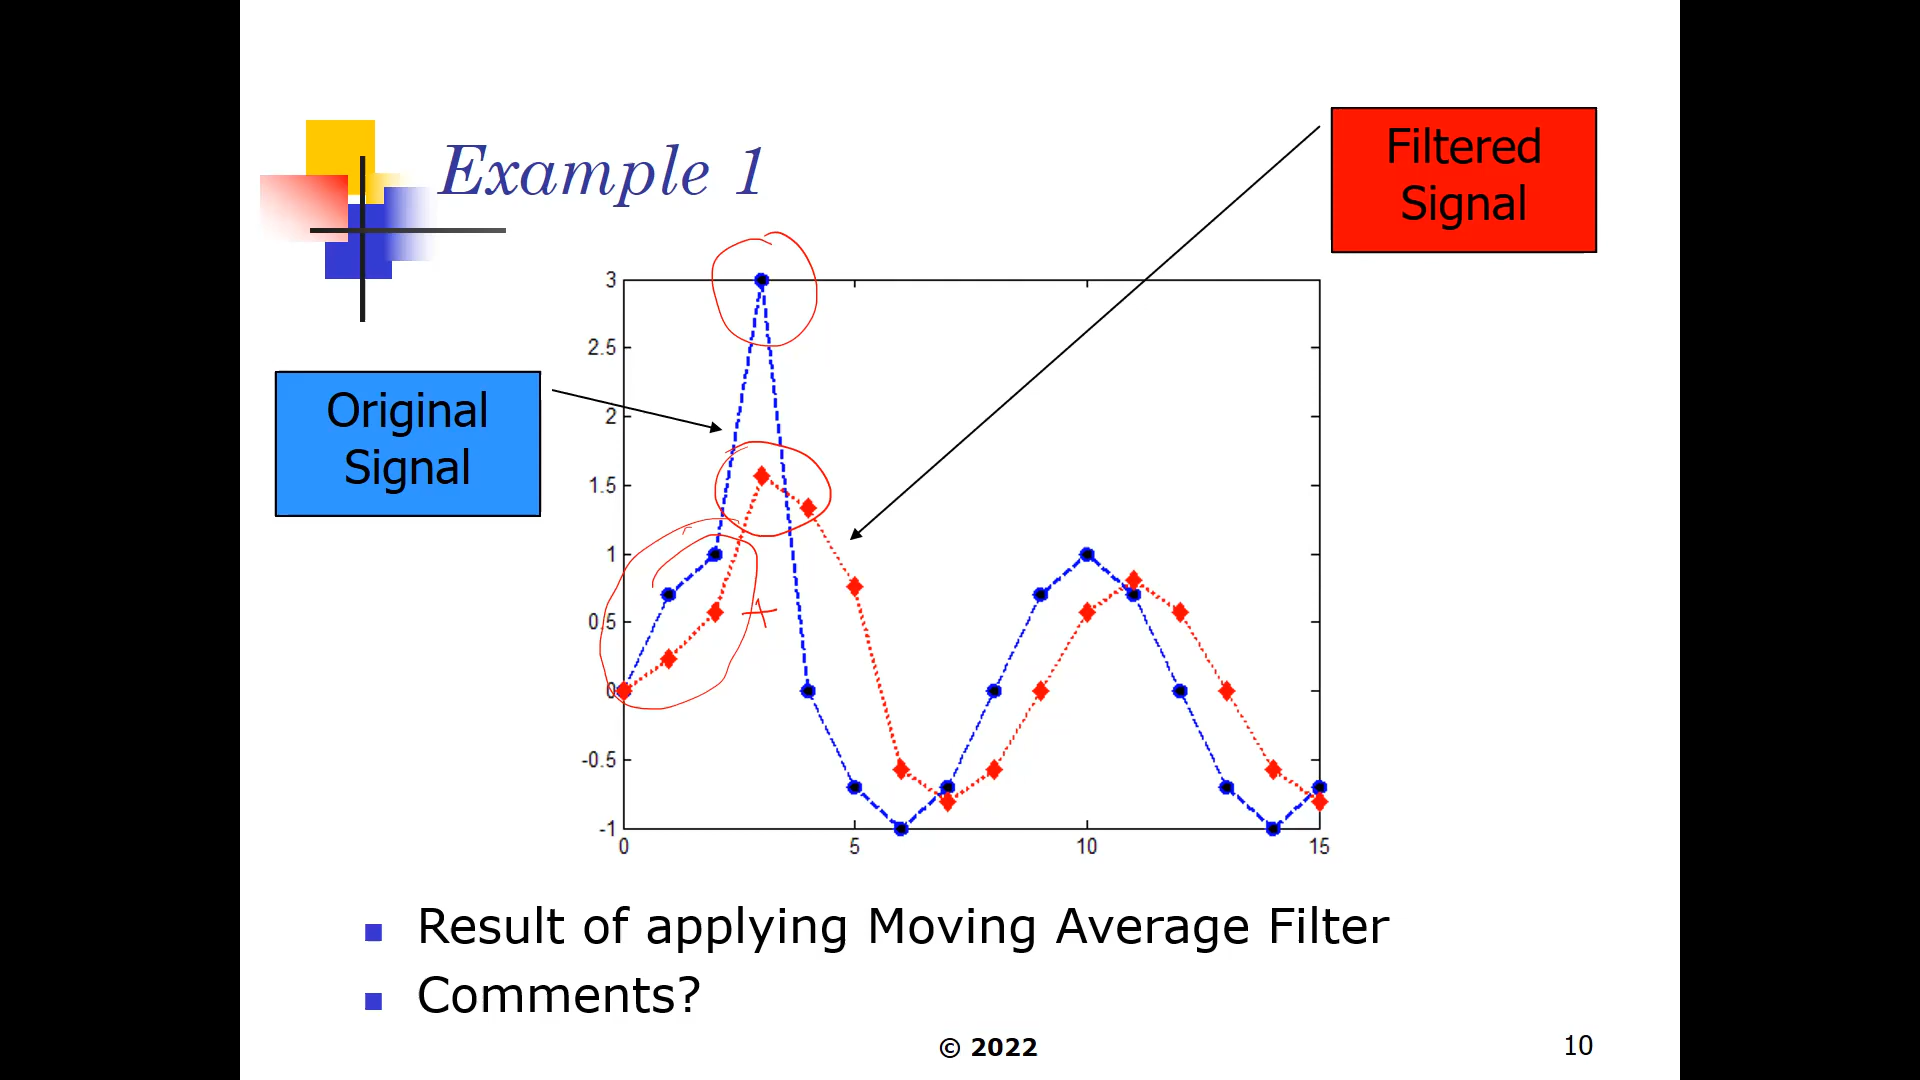 Example 1
Filtered
Signal
Original
Signal
3
2.5
2
1.5
1
0.5
0
-0.5
-1
0 5 10 15
Result of applying Moving Average Filter
Comments?
© 2022
10